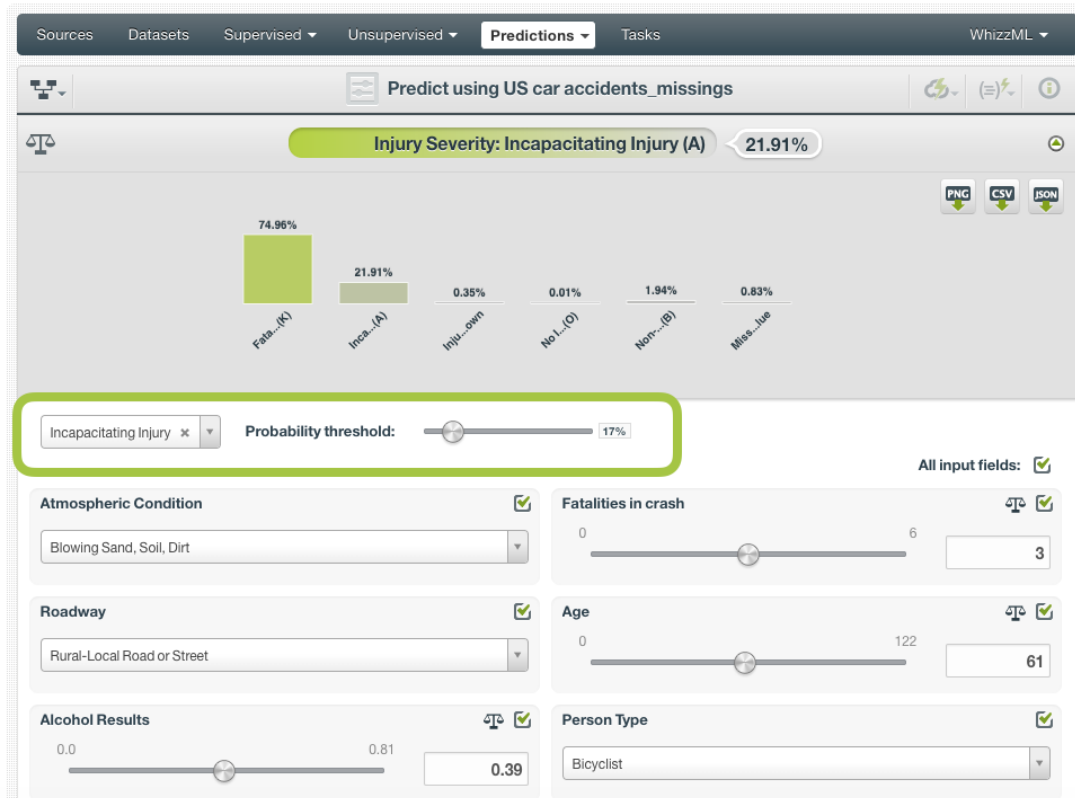 Sources Datasets Supervised Unsupervised Predictions Tasks WhizzML
Predict using US car accidents_missings
Injury Severity: Incapacitating Injury (A) 21.91%
PNG CSV JSON
74.96% 21.91% 0.35% 0.01% 1.94% 0.83%
Fata...(K) Inca...(A) Inju...own No I...(O) Non-...(B) Miss...lue
Incapacitating Injury Probability threshold: 17%
All input fields:
Atmospheric Condition
Blowing Sand, Soil, Dirt
Fatalities in crash
0 6
3
Roadway
Rural-Local Road or Street
Age
0 122
61
Alcohol Results
0.0 0.81
0.39
Person Type
Bicyclist